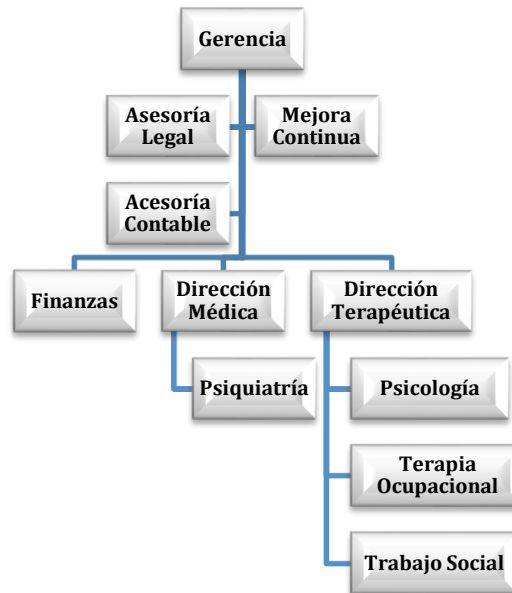 Gerencia
Asesoría
Legal
Mejora
Continua
Acesoría
Contable
Finanzas
Dirección
Médica
Dirección
Terapéutica
Psiquiatría
Psicología
Terapia
Ocupacional
Trabajo Social